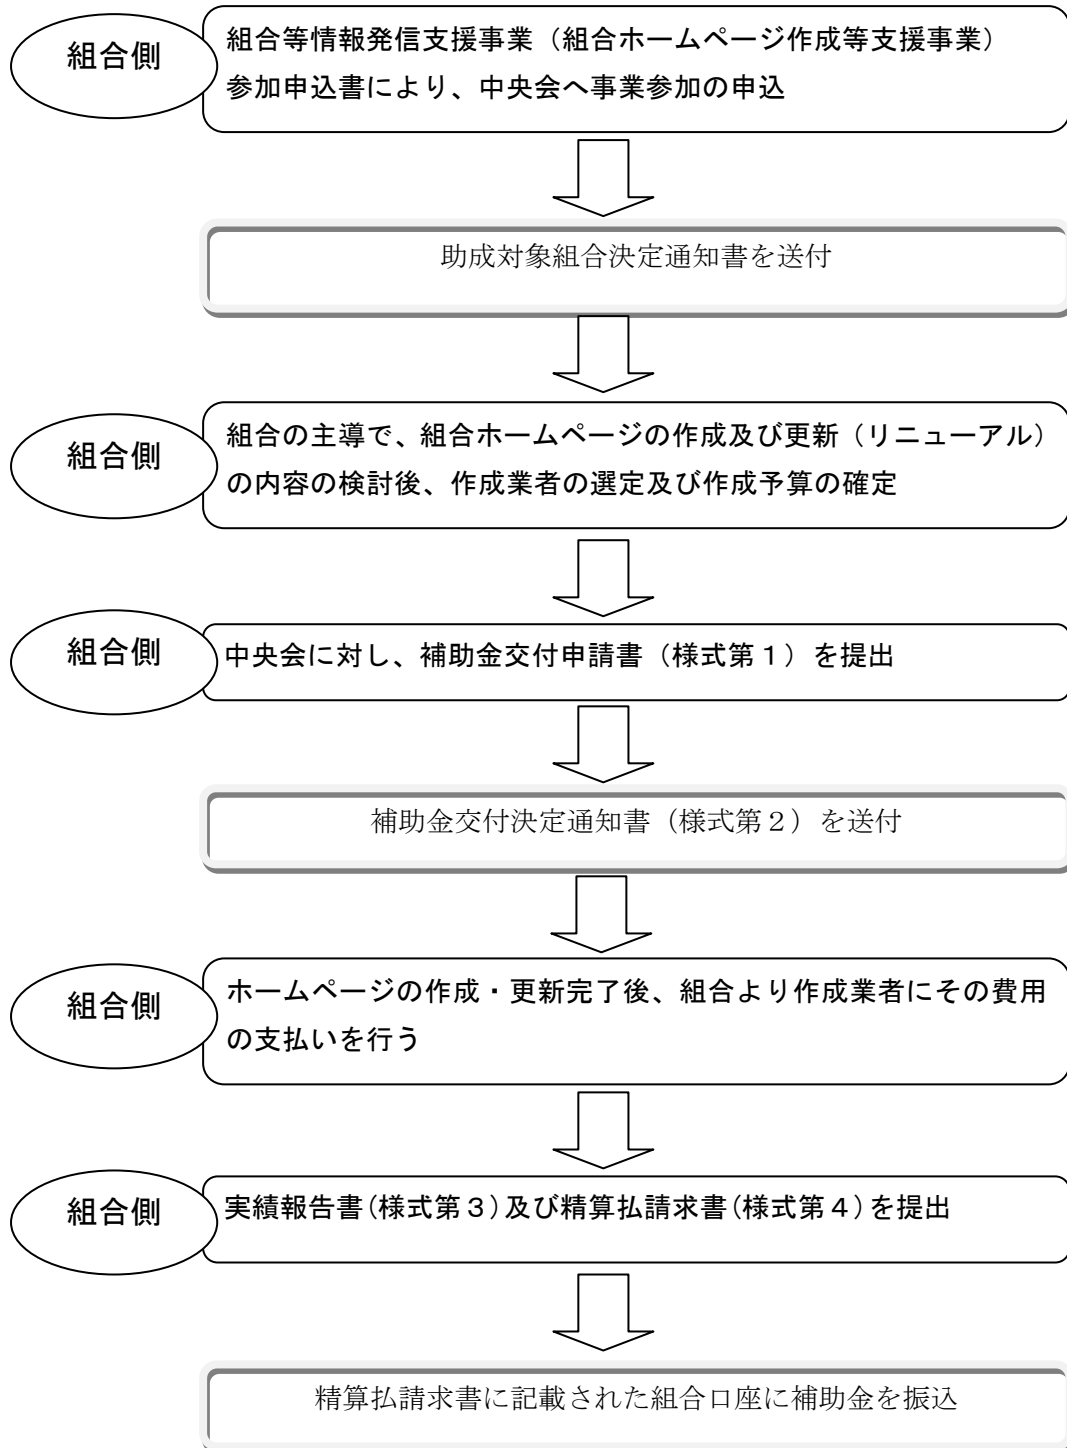 組合側
組合等情報発信支援事業（組合ホームページ作成等支援事業）
参加申込書により、中央会へ事業参加の申込
助成対象組合決定通知書を送付
組合側
組合の主導で、組合ホームページの作成及び更新（リニューアル）
の内容の検討後、作成業者の選定及び作成予算の確定
組合側
中央会に対し、補助金交付申請書（様式第１）を提出
補助金交付決定通知書（様式第２）を送付
組合側
ホームページの作成・更新完了後、組合より作成業者にその費用
の支払いを行う
組合側
実績報告書(様式第３)及び精算払請求書(様式第４)を提出
精算払請求書に記載された組合口座に補助金を振込